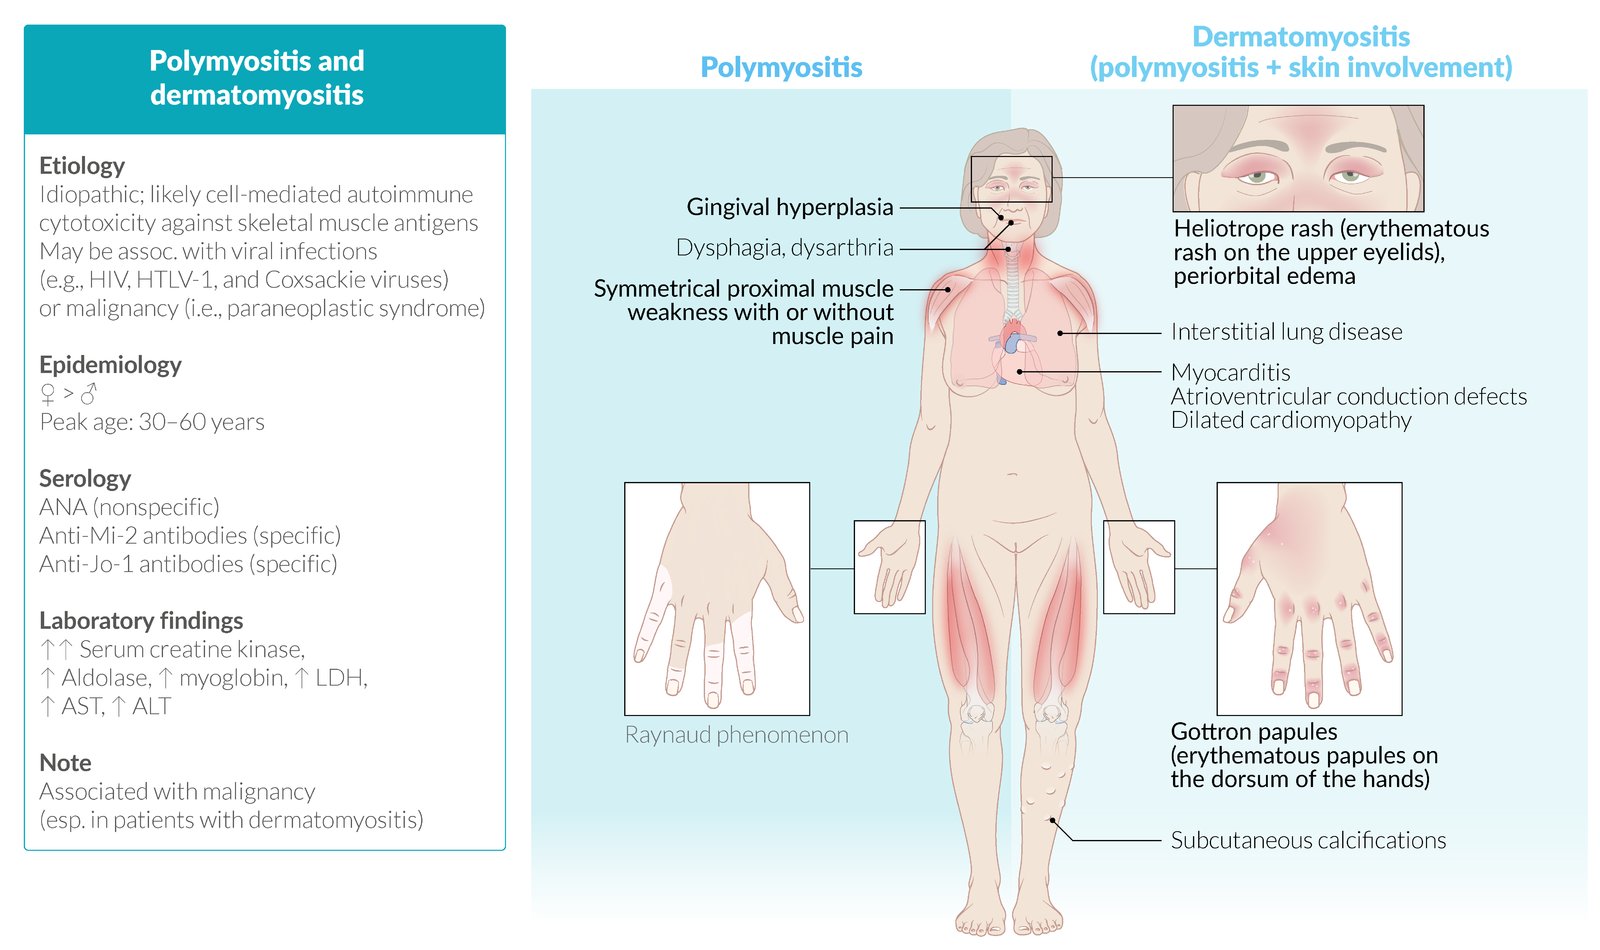 Polymyositis and
dermatomyositis
Etiology
Idiopathic; likely cell-mediated autoimmune
cytotoxicity against skeletal muscle antigens
May be assoc. with viral infections
(e.g., HIV, HTLV-1, and Coxsackie viruses)
or malignancy (i.e., paraneoplastic syndrome)
Epidemiology
♀ > ♂
Peak age: 30–60 years
Serology
ANA (nonspecific)
Anti-Mi-2 antibodies (specific)
Anti-Jo-1 antibodies (specific)
Laboratory findings
↑↑ Serum creatine kinase,
↑ Aldolase, ↑ myoglobin, ↑ LDH,
↑ AST, ↑ ALT
Note
Associated with malignancy
(esp. in patients with dermatomyositis)
Polymyositis
Gingival hyperplasia
Dysphagia, dysarthria
Symmetrical proximal muscle
weakness with or without
muscle pain
Raynaud phenomenon
Dermatomyositis
(polymyositis + skin involvement)
Heliotrope rash (erythematous
rash on the upper eyelids),
periorbital edema
Interstitial lung disease
Myocarditis
Atrioventricular conduction defects
Dilated cardiomyopathy
Gottron papules
(erythematous papules on
the dorsum of the hands)
Subcutaneous calcifications